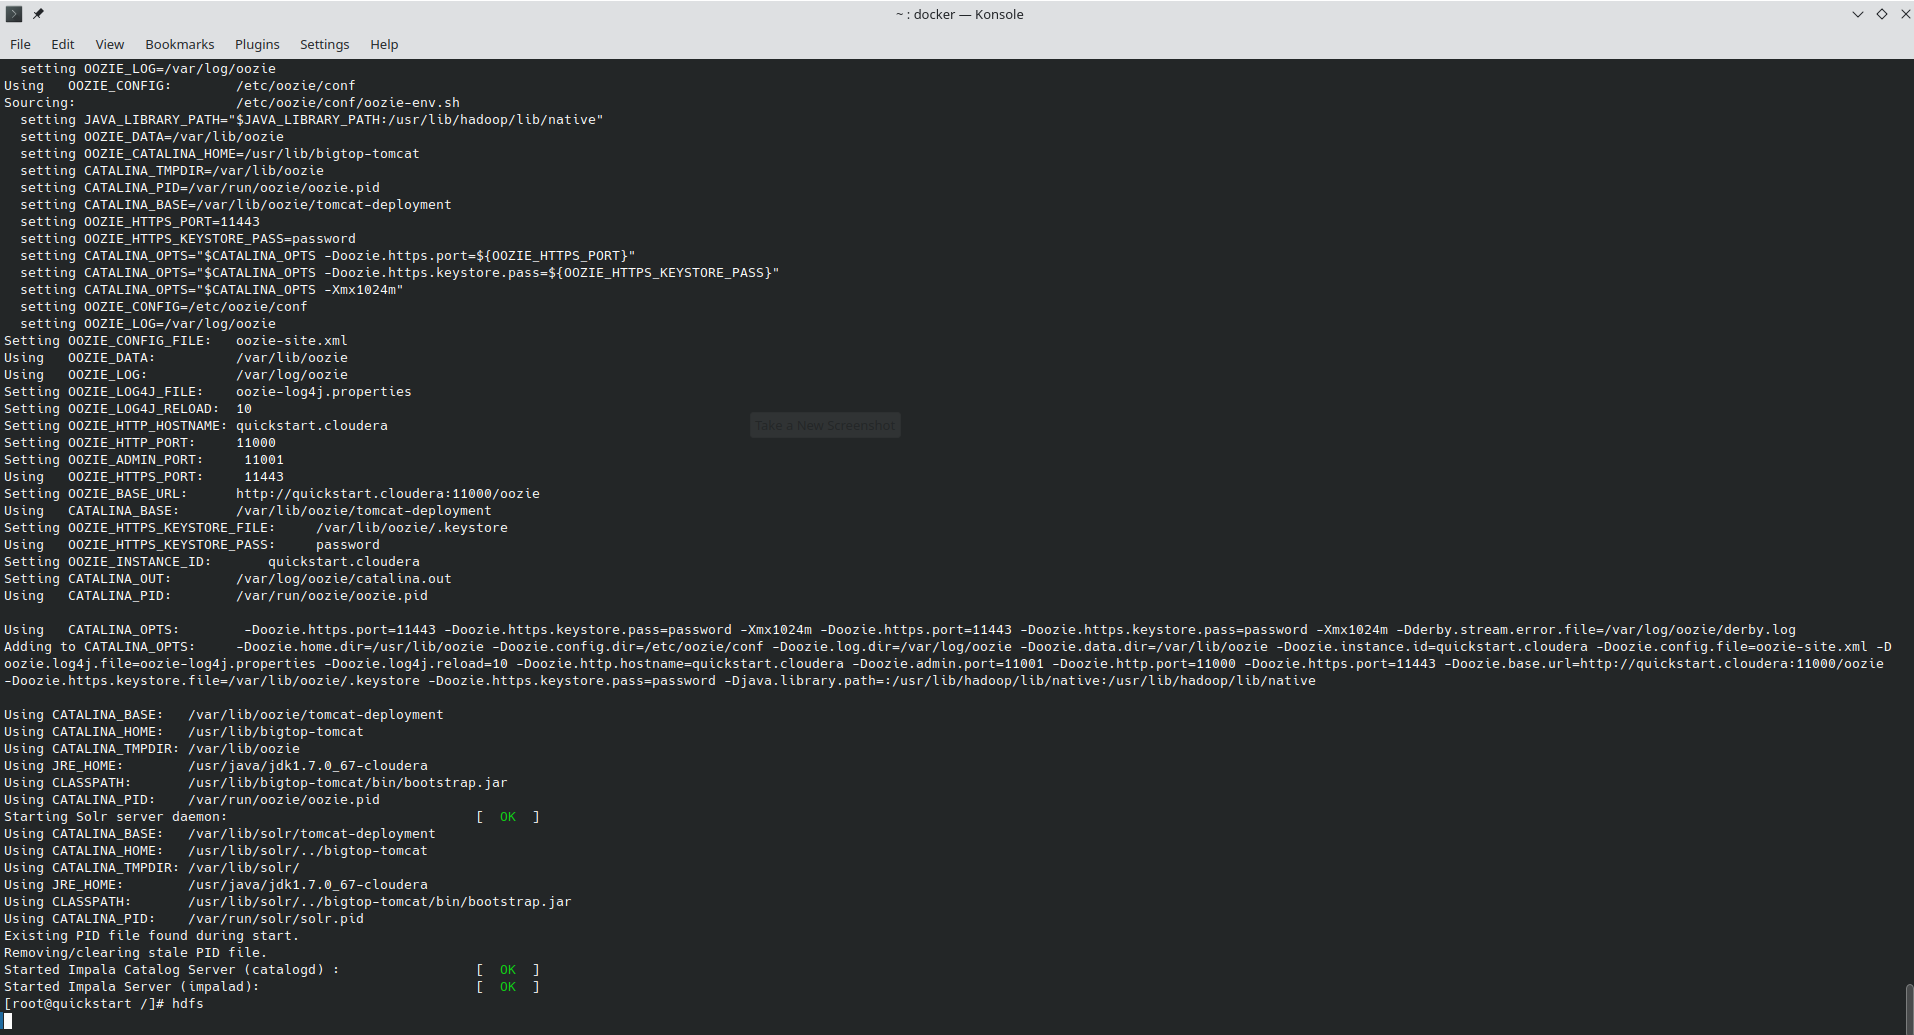 ~ : docker — Konsole
File Edit View Bookmarks Plugins Settings Help
  setting OOZIE_LOG=/var/log/oozie
Using   OOZIE_CONFIG:        /etc/oozie/conf
Sourcing:                    /etc/oozie/conf/oozie-env.sh
  setting JAVA_LIBRARY_PATH="$JAVA_LIBRARY_PATH:/usr/lib/hadoop/lib/native"
  setting OOZIE_DATA=/var/lib/oozie
  setting OOZIE_CATALINA_HOME=/usr/lib/bigtop-tomcat
  setting CATALINA_TMPDIR=/var/lib/oozie
  setting CATALINA_PID=/var/run/oozie/oozie.pid
  setting CATALINA_BASE=/var/lib/oozie/tomcat-deployment
  setting OOZIE_HTTPS_PORT=11443
  setting OOZIE_HTTPS_KEYSTORE_PASS=password
  setting CATALINA_OPTS="$CATALINA_OPTS -Doozie.https.port=${OOZIE_HTTPS_PORT}"
  setting CATALINA_OPTS="$CATALINA_OPTS -Doozie.https.keystore.pass=${OOZIE_HTTPS_KEYSTORE_PASS}"
  setting CATALINA_OPTS="$CATALINA_OPTS -Xmx1024m"
  setting OOZIE_CONFIG=/etc/oozie/conf
  setting OOZIE_LOG=/var/log/oozie
Setting OOZIE_CONFIG_FILE:   oozie-site.xml
Using   OOZIE_DATA:          /var/lib/oozie
Using   OOZIE_LOG:           /var/log/oozie
Setting OOZIE_LOG4J_FILE:    oozie-log4j.properties
Setting OOZIE_LOG4J_RELOAD:  10
Setting OOZIE_HTTP_HOSTNAME: quickstart.cloudera
Take a New Screenshot
Setting OOZIE_HTTP_PORT:     11000
Setting OOZIE_ADMIN_PORT:     11001
Using   OOZIE_HTTPS_PORT:     11443
Setting OOZIE_BASE_URL:      http://quickstart.cloudera:11000/oozie
Using   CATALINA_BASE:       /var/lib/oozie/tomcat-deployment
Setting OOZIE_HTTPS_KEYSTORE_FILE:     /var/lib/oozie/.keystore
Using   OOZIE_HTTPS_KEYSTORE_PASS:     password
Setting OOZIE_INSTANCE_ID:       quickstart.cloudera
Setting CATALINA_OUT:        /var/log/oozie/catalina.out
Using   CATALINA_PID:        /var/run/oozie/oozie.pid
Using   CATALINA_OPTS:        -Doozie.https.port=11443 -Doozie.https.keystore.pass=password -Xmx1024m -Doozie.https.port=11443 -Doozie.https.keystore.pass=password -Xmx1024m -Dderby.stream.error.file=/var/log/oozie/derby.log
Adding to CATALINA_OPTS:     -Doozie.home.dir=/usr/lib/oozie -Doozie.config.dir=/etc/oozie/conf -Doozie.log.dir=/var/log/oozie -Doozie.data.dir=/var/lib/oozie -Doozie.instance.id=quickstart.cloudera -Doozie.config.file=oozie-site.xml -D
oozie.log4j.file=oozie-log4j.properties -Doozie.log4j.reload=10 -Doozie.http.hostname=quickstart.cloudera -Doozie.admin.port=11001 -Doozie.http.port=11000 -Doozie.https.port=11443 -Doozie.base.url=http://quickstart.cloudera:11000/oozie
-Doozie.https.keystore.file=/var/lib/oozie/.keystore -Doozie.https.keystore.pass=password -Djava.library.path=:/usr/lib/hadoop/lib/native:/usr/lib/hadoop/lib/native
Using CATALINA_BASE:   /var/lib/oozie/tomcat-deployment
Using CATALINA_HOME:   /usr/lib/bigtop-tomcat
Using CATALINA_TMPDIR: /var/lib/oozie
Using JRE_HOME:        /usr/java/jdk1.7.0_67-cloudera
Using CLASSPATH:       /usr/lib/bigtop-tomcat/bin/bootstrap.jar
Using CATALINA_PID:    /var/run/oozie/oozie.pid
Starting Solr server daemon:                               [  OK  ]
Using CATALINA_BASE:   /var/lib/solr/tomcat-deployment
Using CATALINA_HOME:   /usr/lib/solr/../bigtop-tomcat
Using CATALINA_TMPDIR: /var/lib/solr/
Using JRE_HOME:        /usr/java/jdk1.7.0_67-cloudera
Using CLASSPATH:       /usr/lib/solr/../bigtop-tomcat/bin/bootstrap.jar
Using CATALINA_PID:    /var/run/solr/solr.pid
Existing PID file found during start.
Removing/clearing stale PID file.
Started Impala Catalog Server (catalogd) :                 [  OK  ]
Started Impala Server (impalad):                           [  OK  ]
[root@quickstart /]# hdfs